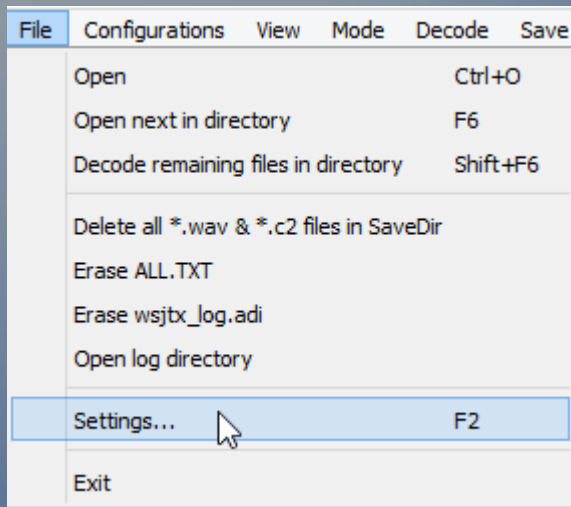 File Configurations View Mode Decode Save
Open Ctrl+O
Open next in directory F6
Decode remaining files in directory Shift+F6
Delete all *.wav & *.c2 files in SaveDir
Erase ALL.TXT
Erase wsjtx_log.adi
Open log directory
Settings... F2
Exit